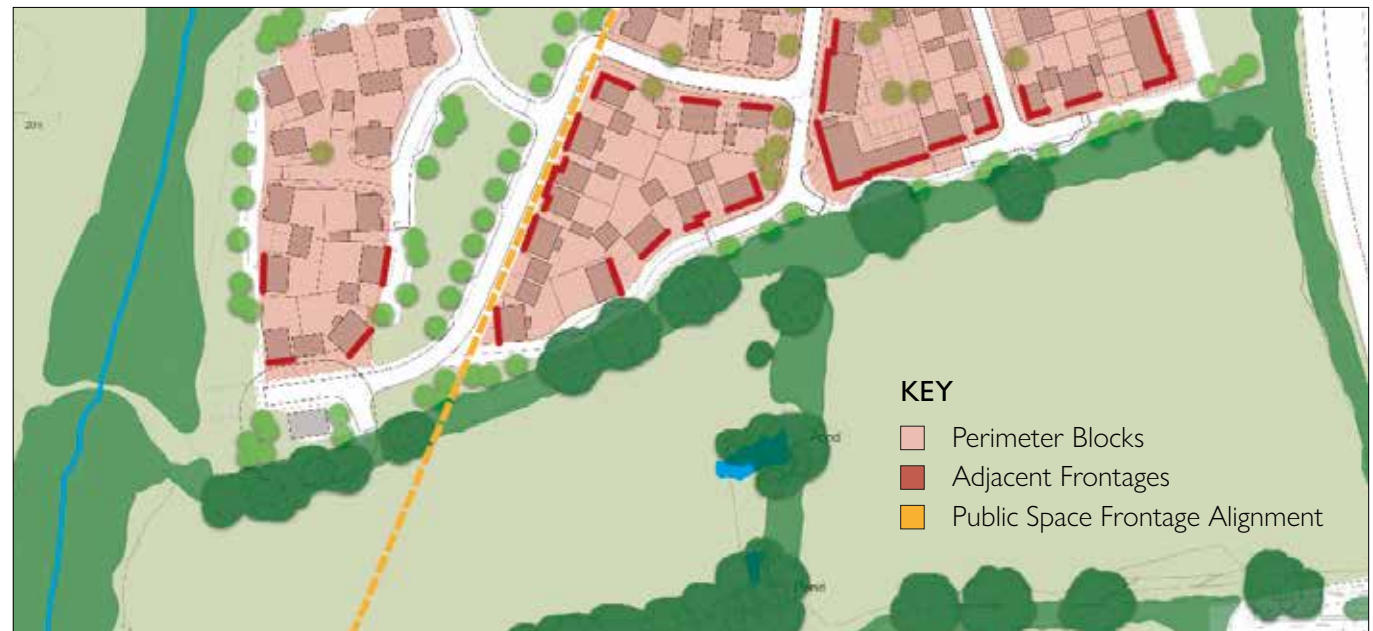 KEY
Perimeter Blocks
Adjacent Frontages
Public Space Frontage Alignment
Pond